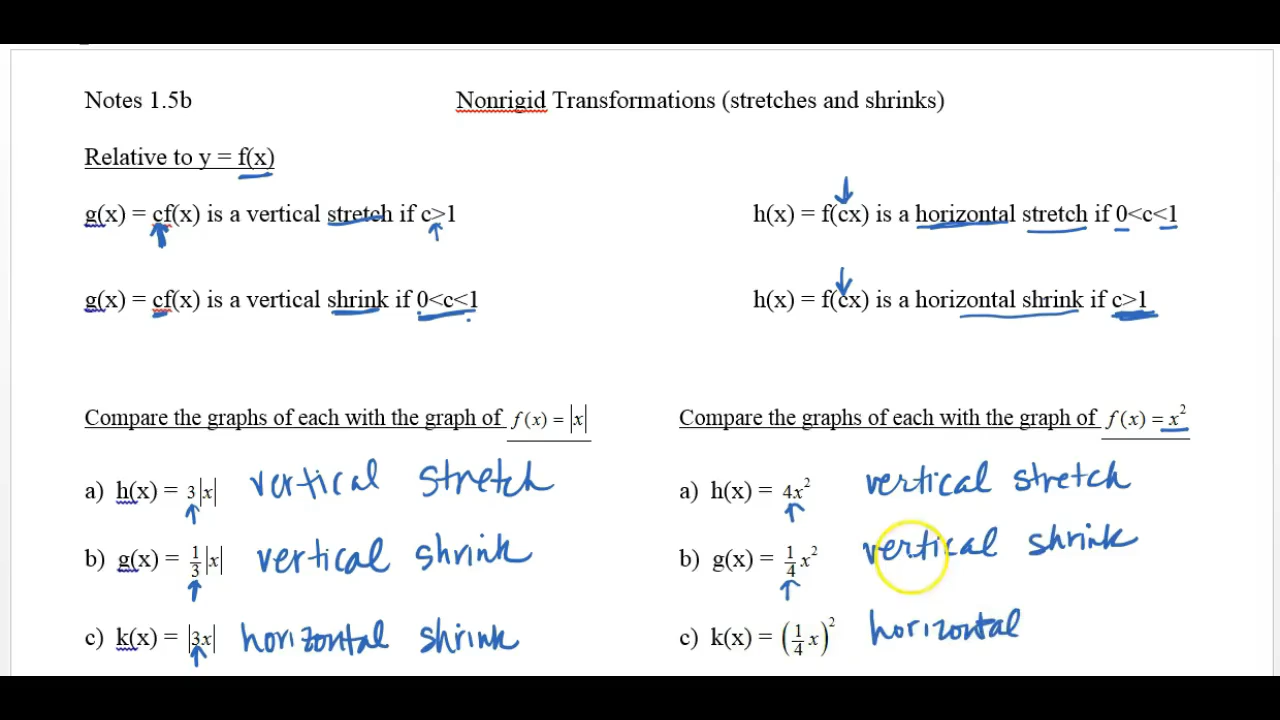 Notes 1.5b Nonrigid Transformations (stretches and shrinks)
Relative to y = f(x)
g(x) = cf(x) is a vertical stretch if c>1
h(x) = f(cx) is a horizontal stretch if 0<c<1
g(x) = cf(x) is a vertical shrink if 0<c<1
h(x) = f(cx) is a horizontal shrink if c>1
Compare the graphs of each with the graph of f(x) = |x|
a) h(x) = 3|x| vertical stretch
b) g(x) = 1/3|x| vertical shrink
c) k(x) = |3x| horizontal shrink
Compare the graphs of each with the graph of f(x) = x²
a) h(x) = 4x² vertical stretch
b) g(x) = 1/4x² vertical shrink
c) k(x) = (1/4x)² horizontal